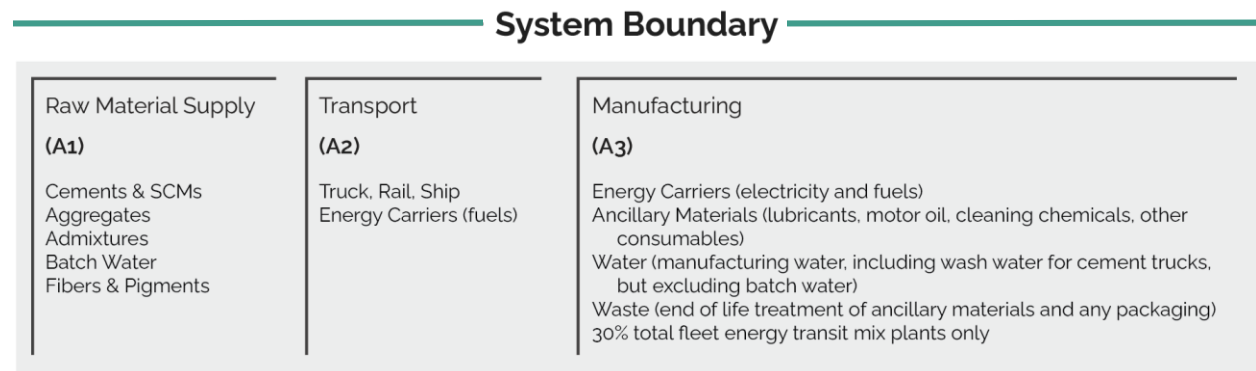 System Boundary
Raw Material Supply
(A1)
Cements & SCMs
Aggregates
Admixtures
Batch Water
Fibers & Pigments
Transport
(A2)
Truck, Rail, Ship
Energy Carriers (fuels)
Manufacturing
(A3)
Energy Carriers (electricity and fuels)
Ancillary Materials (lubricants, motor oil, cleaning chemicals, other
consumables)
Water (manufacturing water, including wash water for cement trucks,
but excluding batch water)
Waste (end of life treatment of ancillary materials and any packaging)
30% total fleet energy transit mix plants only